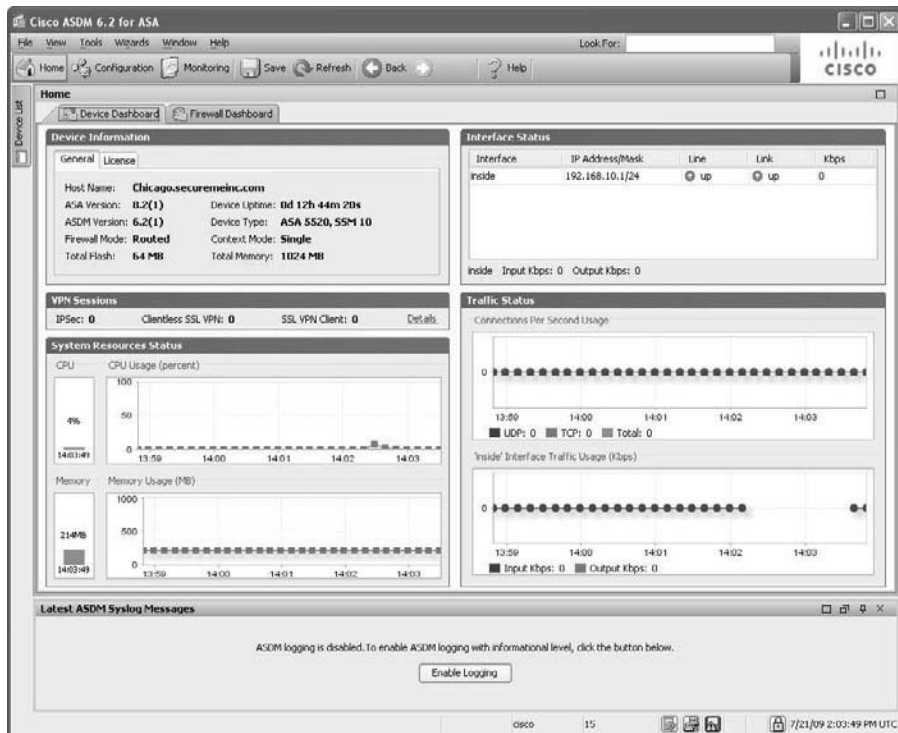 Cisco ASDM 6.2 for ASA
File View Tools Wizards Window Help
Look For:
Home Configuration Monitoring Save Refresh Back Help
CISCO
Device List
Home
Device Dashboard Firewall Dashboard
Device Information
General License
Host Name: Chicago.securemeinc.com
ASA Version: 8.2(1) Device Uptime: 0d 12h 44m 20s
ASDM Version: 6.2(1) Device Type: ASA 5520, SSM 10
Firewall Mode: Routed Context Mode: Single
Total Flash: 64 MB Total Memory: 1024 MB
Interface Status
Interface IP Address/Mask Line Link Kbps
inside 192.168.10.1/24 up up 0
inside Input Kbps: 0 Output Kbps: 0
VPN Sessions
IPSec: 0 Clientless SSL VPN: 0 SSL VPN Client: 0 Details
System Resources Status
CPU CPU Usage (percent)
100
50
0
4%
14:03:49
13:59 14:00 14:01 14:02 14:03
Memory Memory Usage (MB)
1000
500
0
214MB
14:03:49
13:59 14:00 14:01 14:02 14:03
Traffic Status
Connections Per Second Usage
0
13:59 14:00 14:01 14:02 14:03
UDP: 0 TCP: 0 Total: 0
'inside' Interface Traffic Usage (Kbps)
0
13:59 14:00 14:01 14:02 14:03
Input Kbps: 0 Output Kbps: 0
Latest ASDM Syslog Messages
ASDM logging is disabled. To enable ASDM logging with informational level, click the button below.
Enable Logging
cisco 15 7/21/09 2:03:49 PM UTC